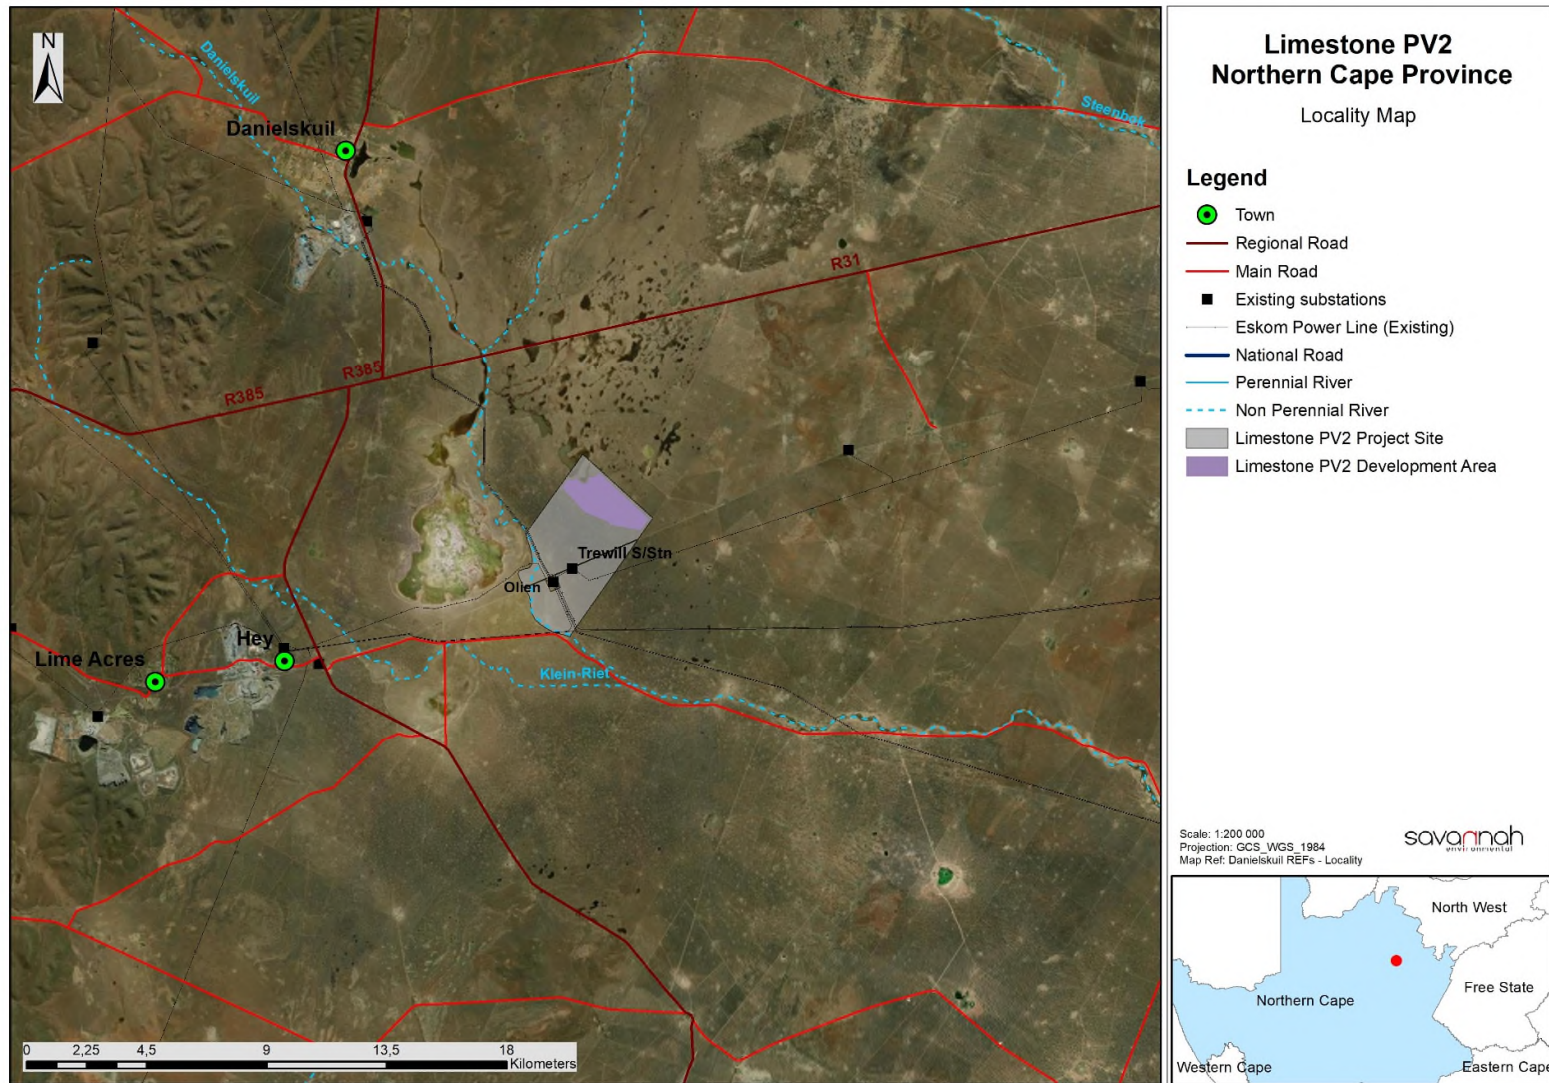 N
Danielskuil
Danielskuil
Steenbok
R31
R385
R385
Trewill S/Stn
Olien
Hey
Lime Acres
Klein-Riet
0 2,25 4,5 9 13,5 18
Kilometers
Limestone PV2
Northern Cape Province
Locality Map
Legend
Town
Regional Road
Main Road
Existing substations
Eskom Power Line (Existing)
National Road
Perennial River
Non Perennial River
Limestone PV2 Project Site
Limestone PV2 Development Area
Scale: 1:200 000
Projection: GCS_WGS_1984
Map Ref: Danielskuil REFs - Locality
savannah
environmental
North West
Northern Cape
Free State
Western Cape
Eastern Cape